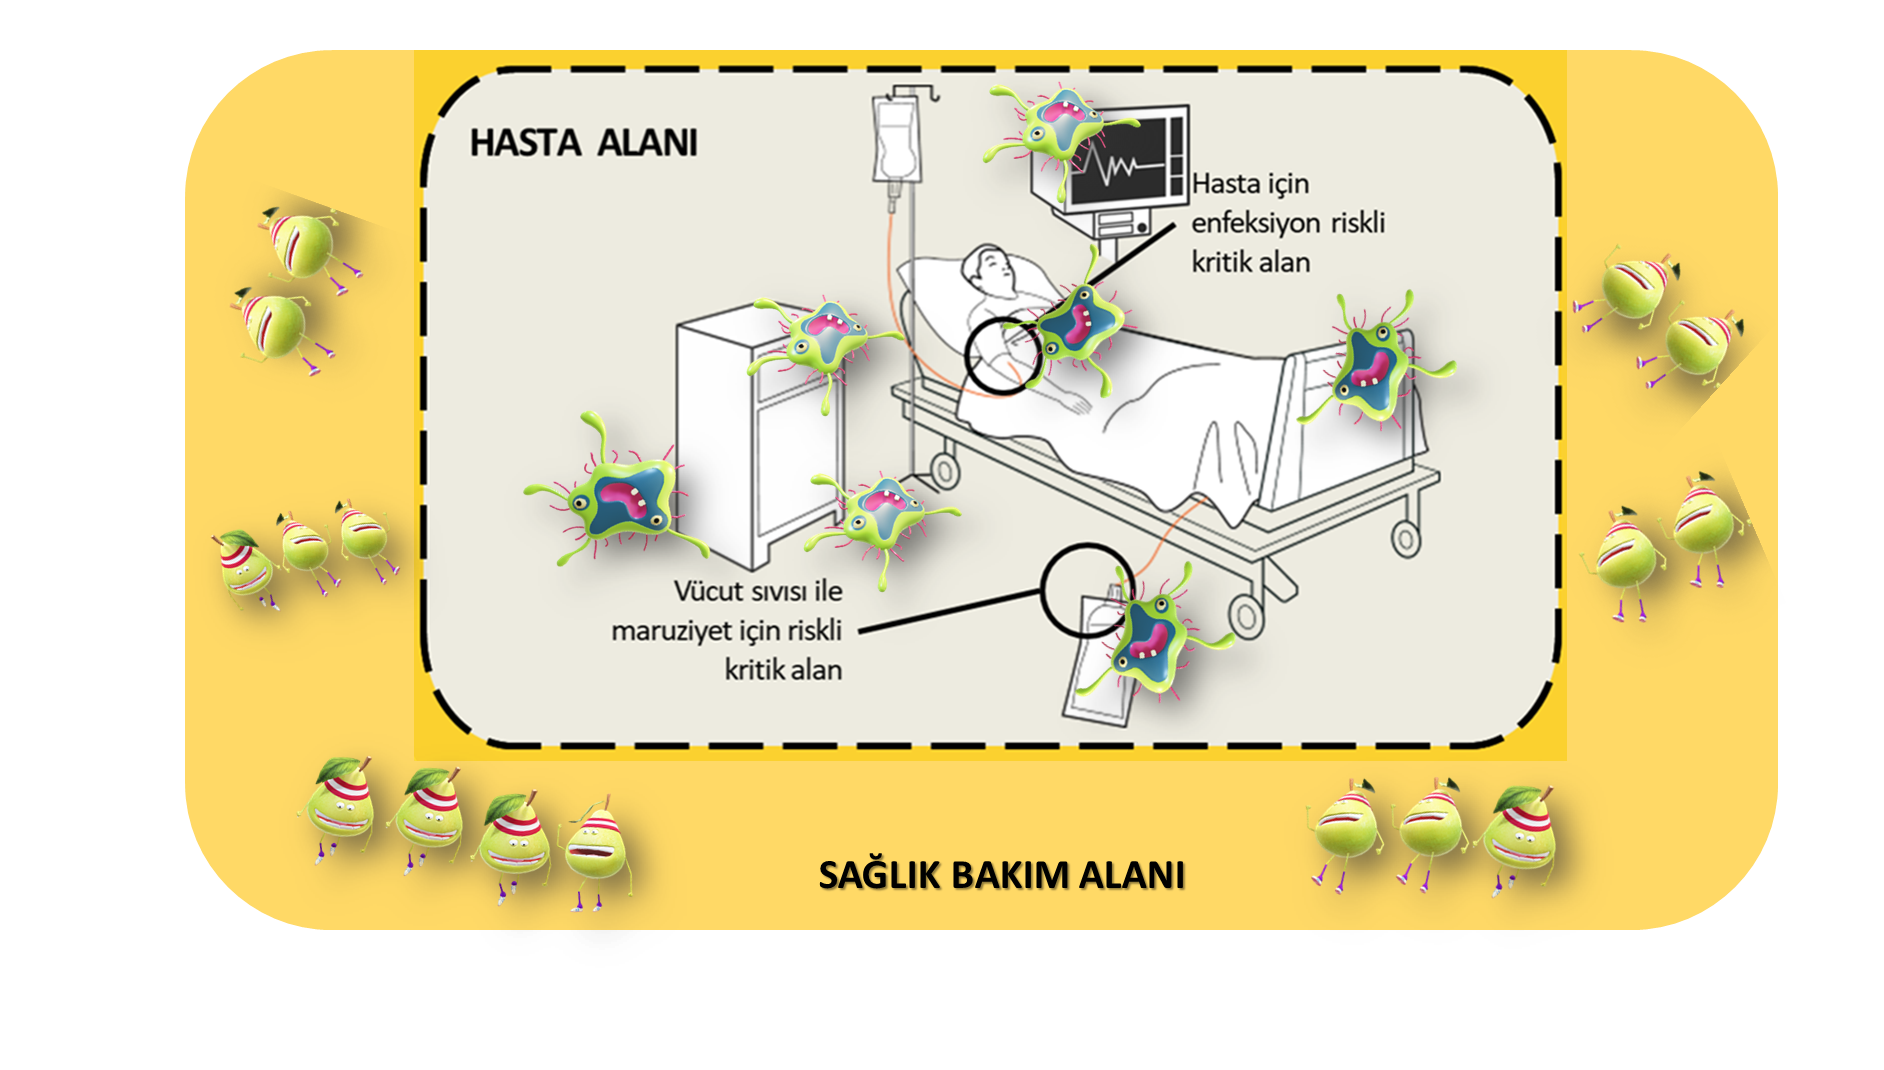 HASTA ALANI
Hasta için
enfeksiyon riskli
kritik alan
Vücut sıvısı ile
maruziyet için riskli
kritik alan
SAĞLIK BAKIM ALANI